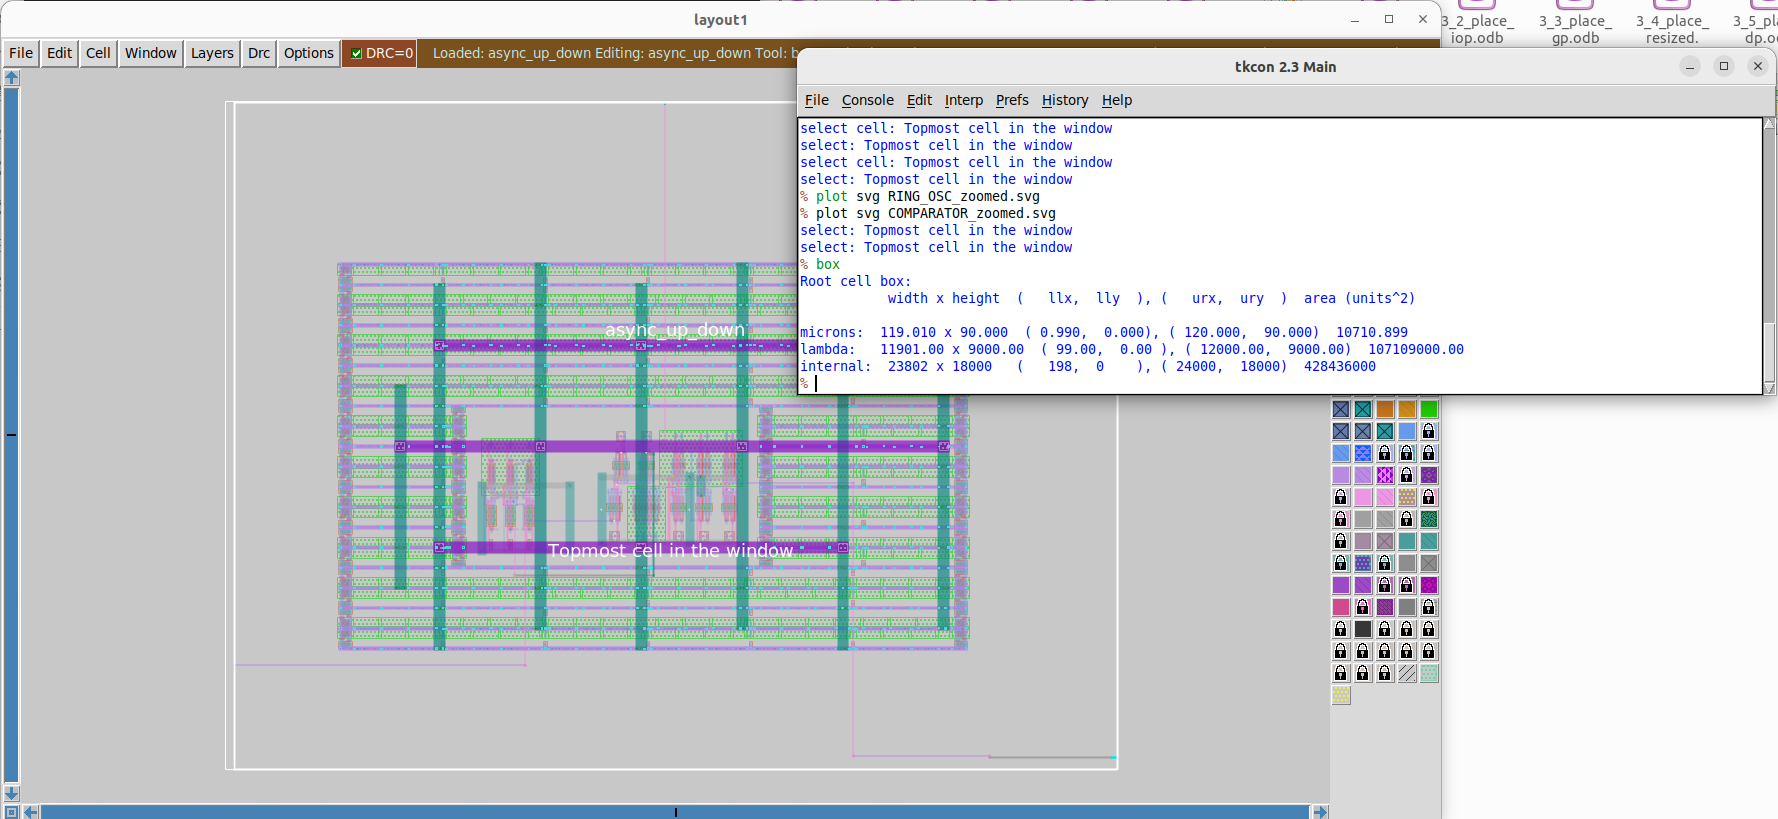 layout1
3_2_place_
iop.odb
3_3_place_
gp.odb
3_4_place_
resized.
3_5_pl
dp.o
File Edit Cell Window Layers Drc Options DRC=0 Loaded: async_up_down Editing: async_up_down Tool: b
tkcon 2.3 Main
File Console Edit Interp Prefs History Help
select cell: Topmost cell in the window
select: Topmost cell in the window
select cell: Topmost cell in the window
select: Topmost cell in the window
% plot svg RING_OSC_zoomed.svg
% plot svg COMPARATOR_zoomed.svg
select: Topmost cell in the window
select: Topmost cell in the window
% box
Root cell box:
width x height ( llx, lly ), ( urx, ury ) area (units^2)
microns: 119.010 x 90.000 ( 0.990, 0.000), ( 120.000, 90.000) 10710.899
lambda: 11901.00 x 9000.00 ( 99.00, 0.00 ), ( 12000.00, 9000.00) 107109000.00
internal: 23802 x 18000 ( 198, 0 ), ( 24000, 18000) 428436000
%
async_up_down
Topmost cell in the window